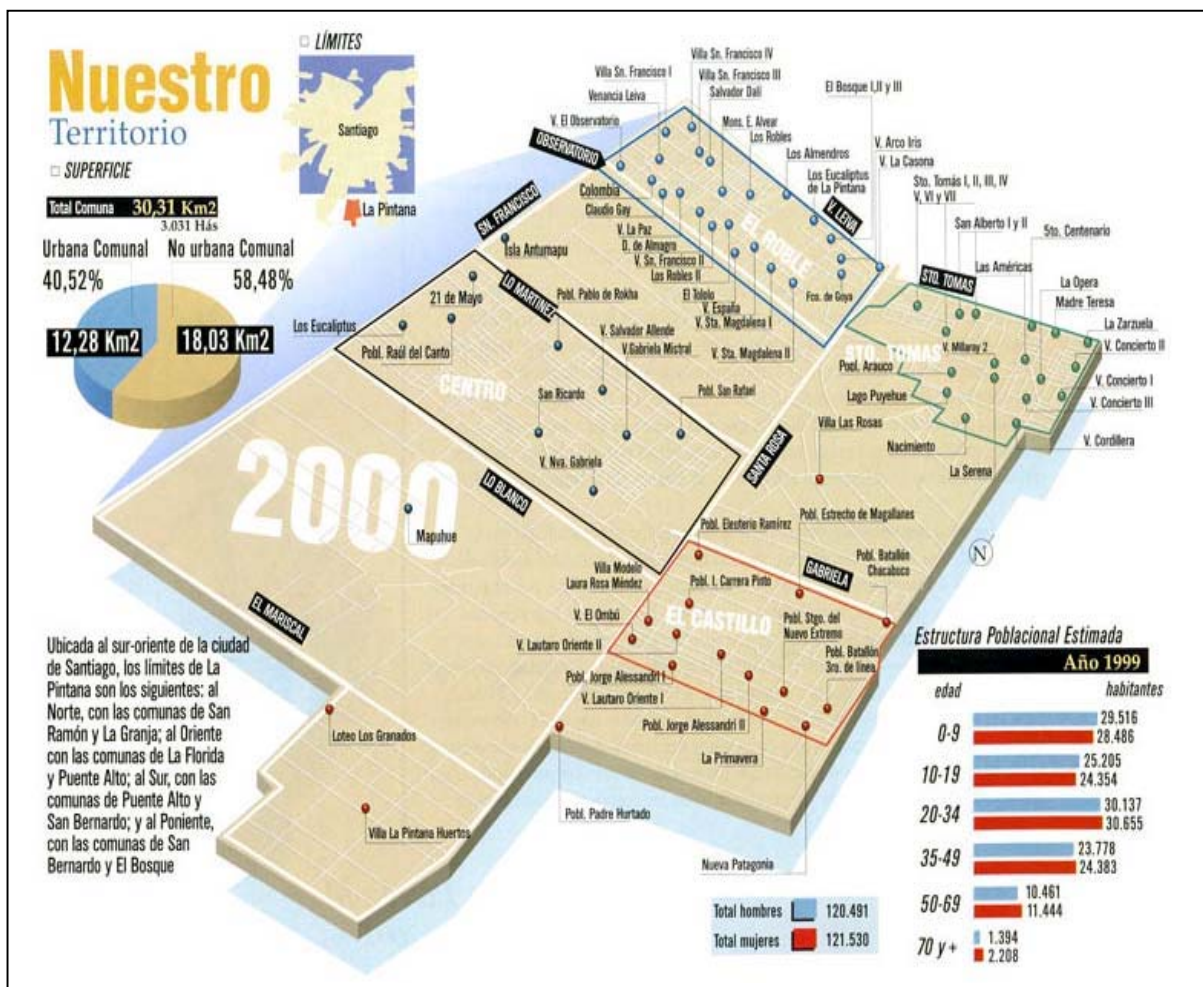 Nuestro
Territorio
LÍMITES
Santiago
La Pintana
SUPERFICIE
Total Comuna 30,31 Km2
3.031 Hás
Urbana Comunal
40,52%
No urbana Comunal
58,48%
12,28 Km2
18,03 Km2
Villa Sn. Francisco IV
Villa Sn. Francisco I
Villa Sn. Francisco III
Venancia Leiva
Salvador Dalí
El Bosque I,II y III
V. El Observatorio
Mons. E. Alvear
Los Robles
V. Arco Iris
OBSERVATORIO
Los Almendros
V. La Casona
Colombia
Los Eucaliptus
de La Pintana
Sto. Tomás I, II, III, IV
V, VI y VII
Claudio Gay
SN. FRANCISCO
V. LEIVA
San Alberto I y II
V. La Paz
EL ROBLE
5to. Centenario
Isla Antumapu
D. de Almagro
V. Sn. Francisco II
Los Robles II
Las Américas
STO. TOMAS
La Opera
Madre Teresa
21 de Mayo
LO MARTINEZ
Pobl. Pablo de Rokha
El Tololo
V. España
V. Sta. Magdalena I
Fco. de Goya
Los Eucaliptus
La Zarzuela
Pobl. Raúl del Canto
V. Salvador Allende
V.Gabriela Mistral
V. Sta. Magdalena II
STO. TOMAS
V. Millaray 2
V. Concierto II
Pobl. Arauco
CENTRO
San Ricardo
Pobl. San Rafael
Lago Puyehue
V. Concierto I
V. Concierto III
Villa Las Rosas
SANTA ROSA
Nacimiento
V. Cordillera
V. Nva. Gabriela
La Serena
2000
LO BLANCO
Mapuhue
Pobl. Eleuterio Ramírez
Pobl. Estrecho de Magallanes
N
Pobl. Batallón
Chacabuco
Villa Modelo
Laura Rosa Méndez
Pobl. I. Carrera Pinto
GABRIELA
EL MARISCAL
V. El Ombú
EL CASTILLO
Pobl. Stgo. del
Nuevo Extremo
V. Lautaro Oriente II
Pobl. Batallón
3ro. de línea
Pobl. Jorge Alessandri I
V. Lautaro Oriente I
Pobl. Jorge Alessandri II
La Primavera
Loteo Los Granados
Pobl. Padre Hurtado
Villa La Pintana Huertos
Nueva Patagonia
Ubicada al sur-oriente de la ciudad
de Santiago, los límites de La
Pintana son los siguientes: al
Norte, con las comunas de San
Ramón y La Granja; al Oriente
con las comunas de La Florida
y Puente Alto; al Sur, con las
comunas de Puente Alto y
San Bernardo; y al Poniente,
con las comunas de San
Bernardo y El Bosque
Estructura Poblacional Estimada
Año 1999
edad habitantes
0-9 29.516
28.486
10-19 25.205
24.354
20-34 30.137
30.655
35-49 23.778
24.383
50-69 10.461
11.444
70 y + 1.394
2.208
Total hombres 120.491
Total mujeres 121.530